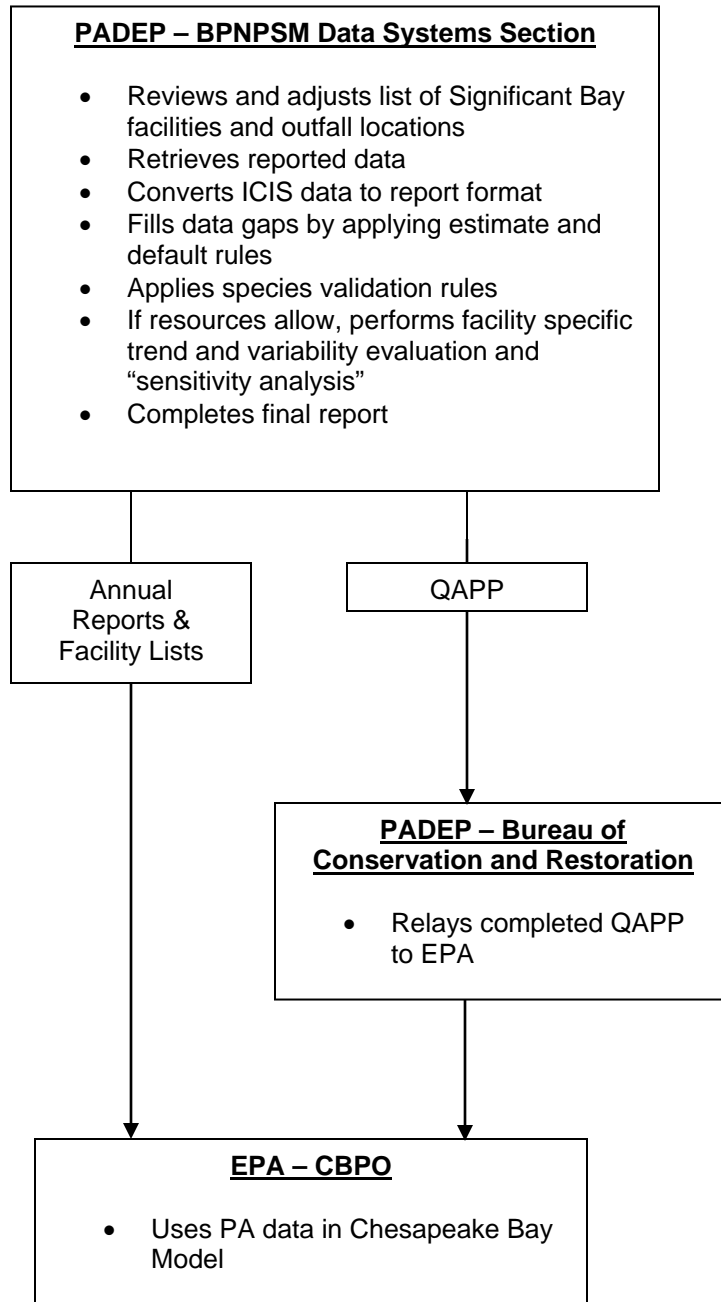 PADEP – BPNPSM Data Systems Section
• Reviews and adjusts list of Significant Bay
facilities and outfall locations
• Retrieves reported data
• Converts ICIS data to report format
• Fills data gaps by applying estimate and
default rules
• Applies species validation rules
• If resources allow, performs facility specific
trend and variability evaluation and
“sensitivity analysis”
• Completes final report
Annual
Reports &
Facility Lists
QAPP
PADEP – Bureau of
Conservation and Restoration
• Relays completed QAPP
to EPA
EPA – CBPO
• Uses PA data in Chesapeake Bay
Model